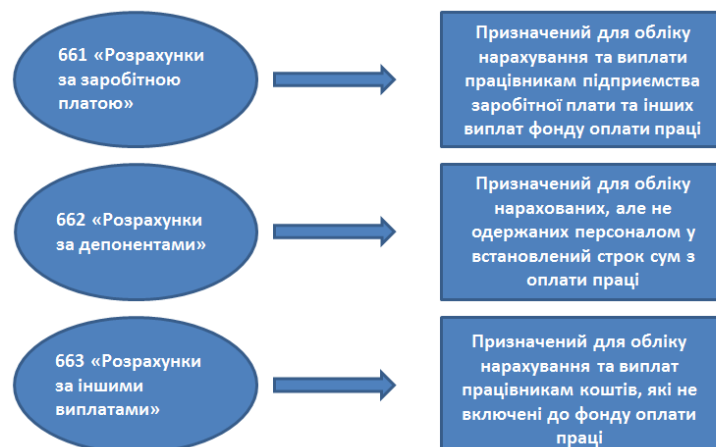 661 «Розрахунки
за заробітною
платою»
Призначений для обліку
нарахування та виплати
працівникам підприємства
заробітної плати та інших
виплат фонду оплати праці
662 «Розрахунки
за депонентами»
Призначений для обліку
нарахованих, але не
одержаних персоналом у
встановлений строк сум з
оплати праці
663 «Розрахунки
за іншими
виплатами»
Призначений для обліку
нарахування та виплат
працівникам коштів, які не
включені до фонду оплати
праці